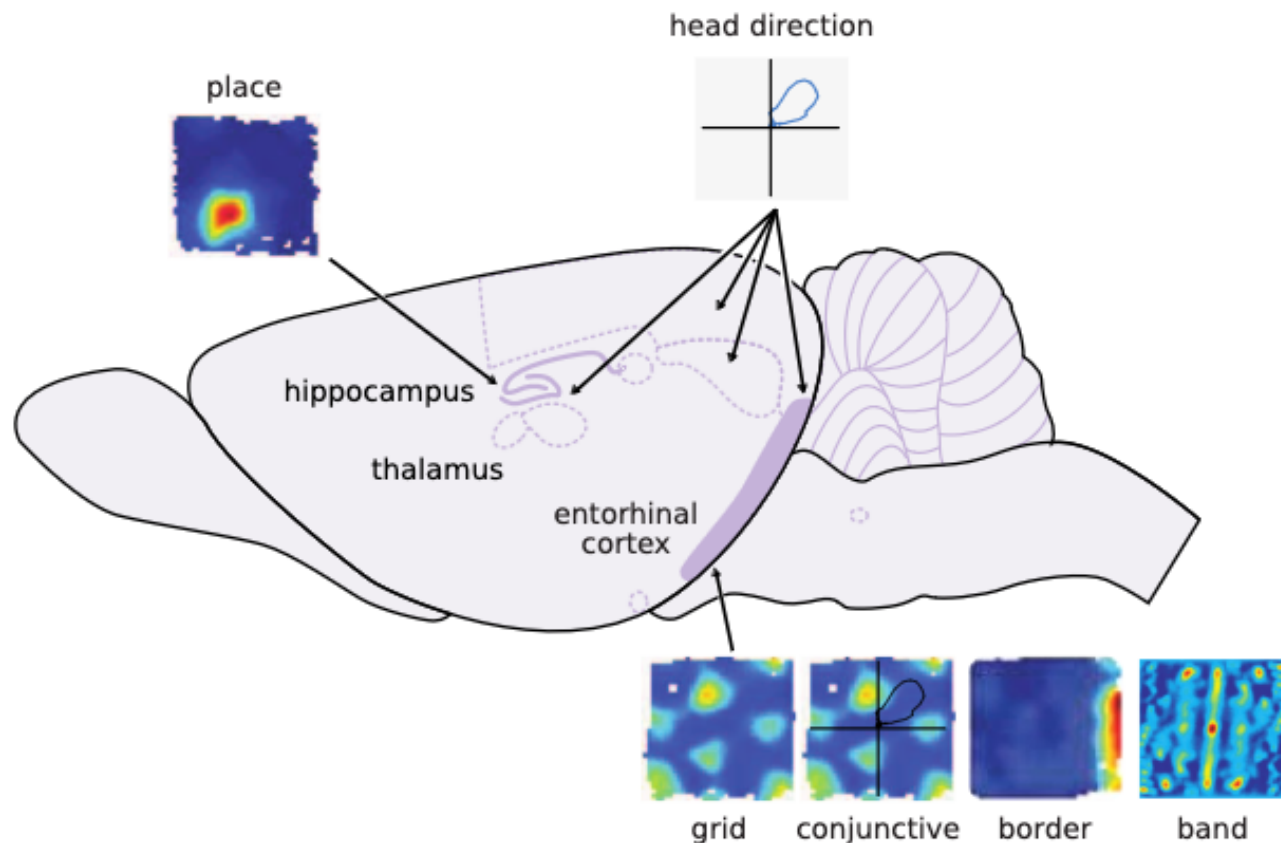 head direction
place
hippocampus
thalamus
entorhinal
cortex
grid
conjunctive
border
band